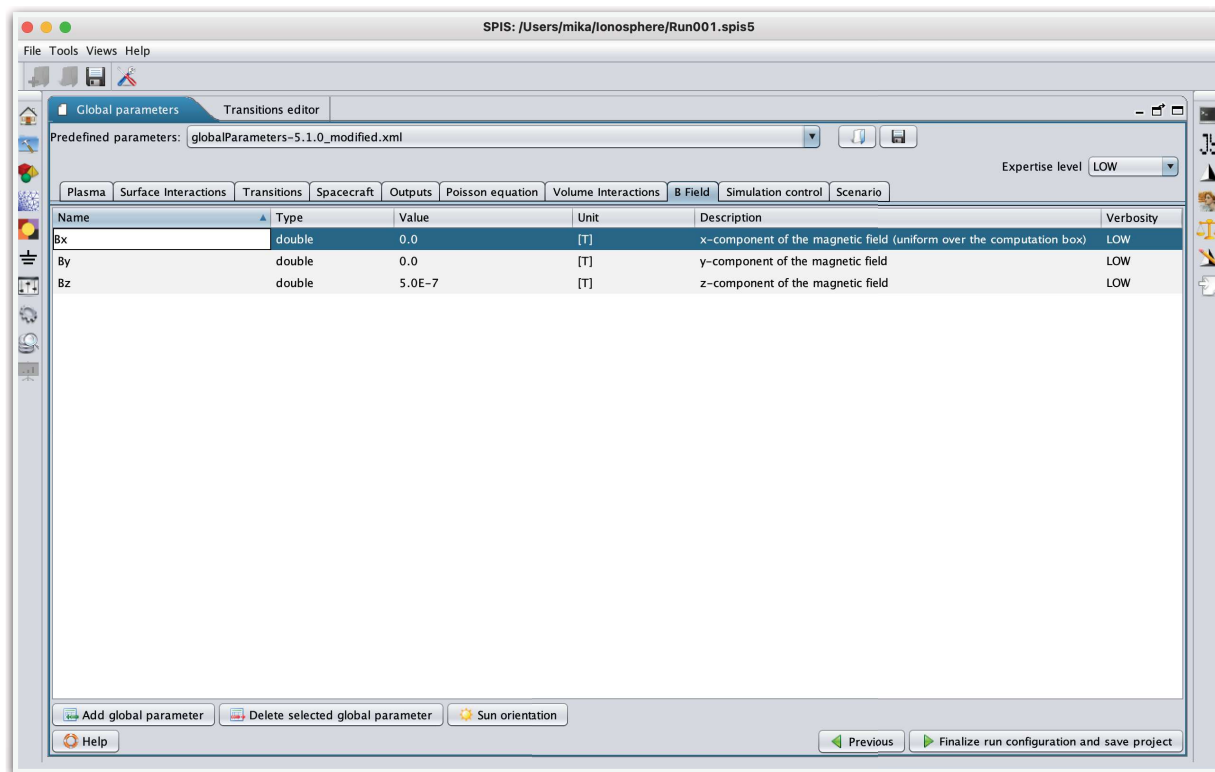 SPIS: /Users/mika/Ionosphere/Run001.spis5
File Tools Views Help
Global parameters Transitions editor
Predefined parameters: globalParameters-5.1.0_modified.xml
Expertise level LOW
Plasma Surface Interactions Transitions Spacecraft Outputs Poisson equation Volume Interactions B Field Simulation control Scenario
Name Type Value Unit Description Verbosity
Bx double 0.0 [T] x-component of the magnetic field (uniform over the computation box) LOW
By double 0.0 [T] y-component of the magnetic field LOW
Bz double 5.0E-7 [T] z-component of the magnetic field LOW
Add global parameter Delete selected global parameter Sun orientation
Help Previous Finalize run configuration and save project